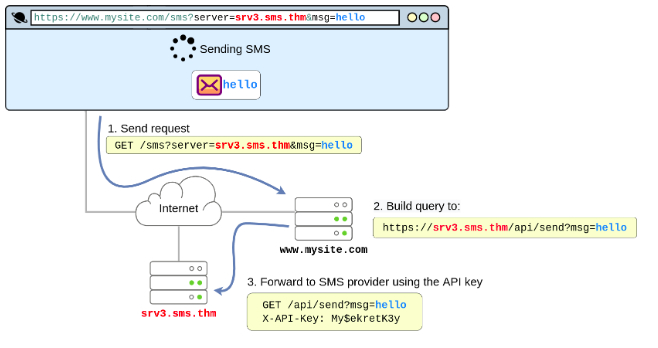 https://www.mysite.com/sms?server=srv3.sms.thm&msg=hello
Sending SMS
hello
1. Send request
GET /sms?server=srv3.sms.thm&msg=hello
Internet
www.mysite.com
2. Build query to:
https://srv3.sms.thm/api/send?msg=hello
srv3.sms.thm
3. Forward to SMS provider using the API key
GET /api/send?msg=hello
X-API-Key: My$ekretK3y